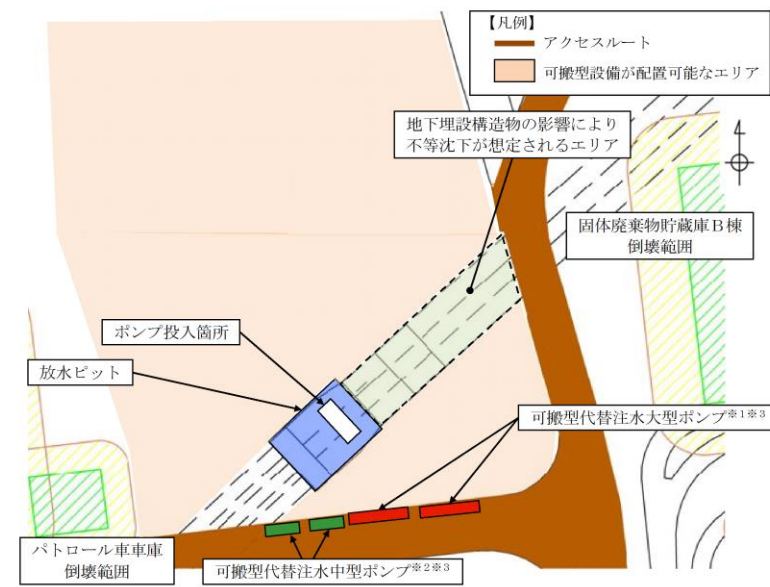 【凡例】
アクセスルート
可搬型設備が配置可能なエリア
地下埋設構造物の影響により
不等沈下が想定されるエリア
固体廃棄物貯蔵庫Ｂ棟
倒壊範囲
ポンプ投入箇所
放水ピット
可搬型代替注水大型ポンプ※1※3
パトロール車車庫
倒壊範囲
可搬型代替注水中型ポンプ※2※3